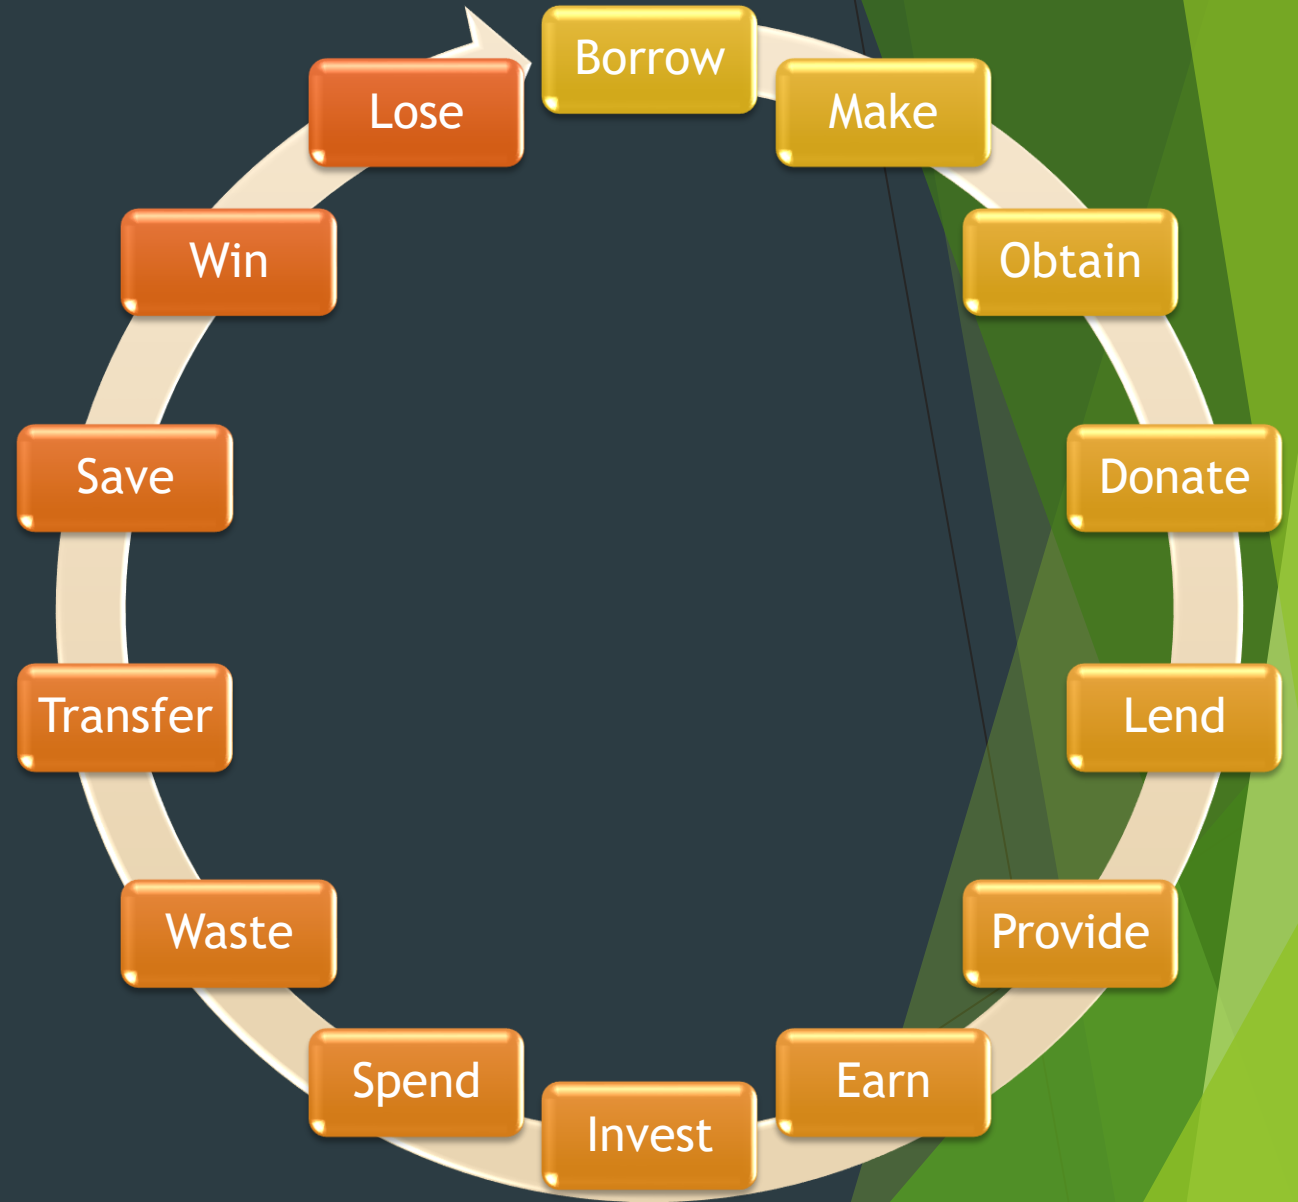 Borrow
Make
Obtain
Donate
Lend
Provide
Earn
Invest
Spend
Waste
Transfer
Save
Win
Lose